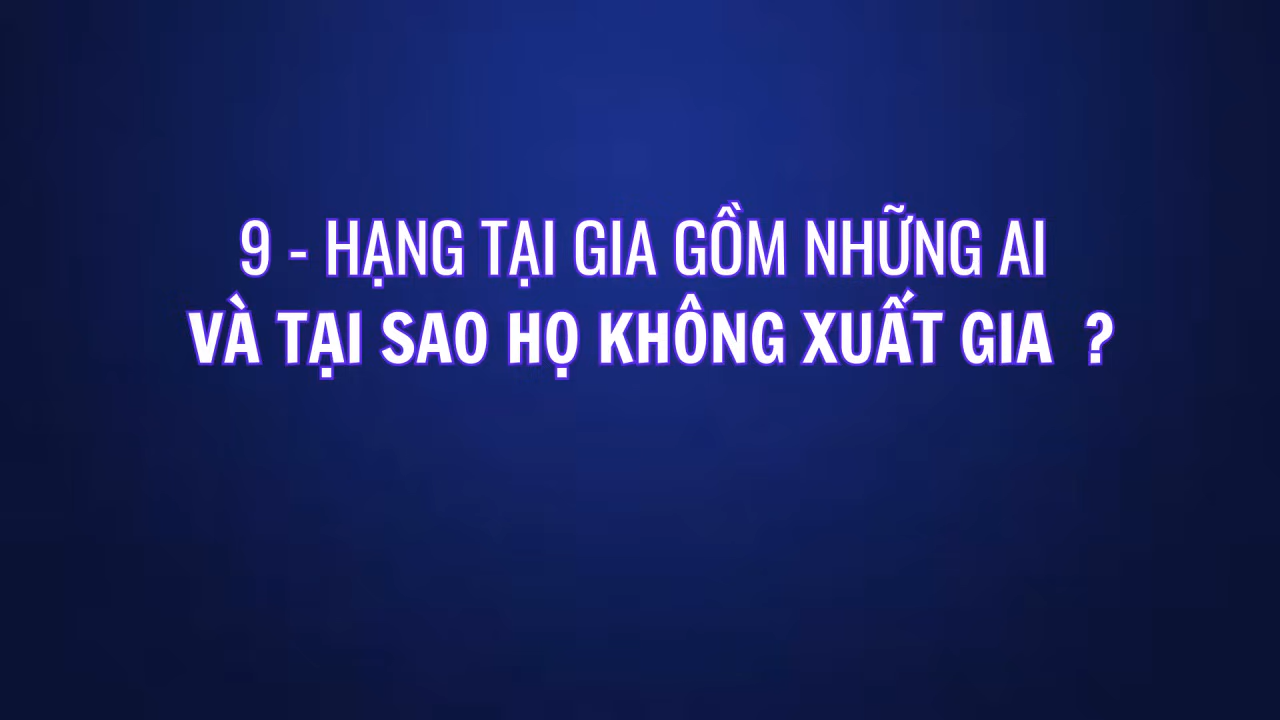 9 - HẠNG TẠI GIA GỒM NHỮNG AI
VÀ TẠI SAO HỌ KHÔNG XUẤT GIA ?